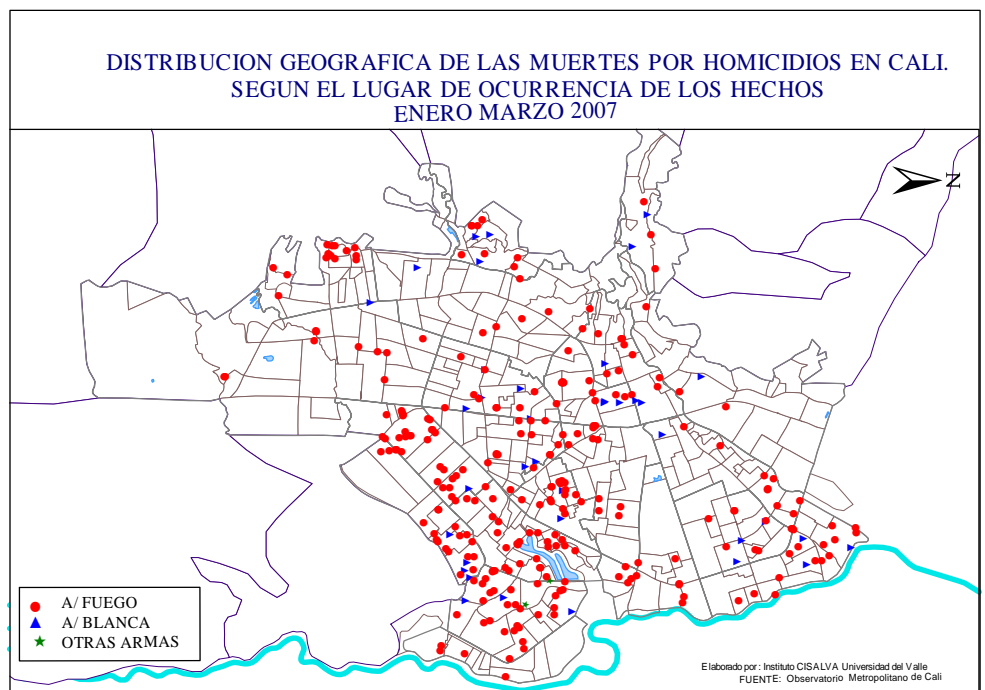 DISTRIBUCION GEOGRAFICA DE LAS MUERTES POR HOMICIDIOS EN CALI.
SEGUN EL LUGAR DE OCURRENCIA DE LOS HECHOS
ENERO MARZO 2007
N
A/ FUEGO
A/ BLANCA
OTRAS ARMAS
Elaborado por: Instituto CISALVA Universidad del Valle
FUENTE: Observatorio Metropolitano de Cali